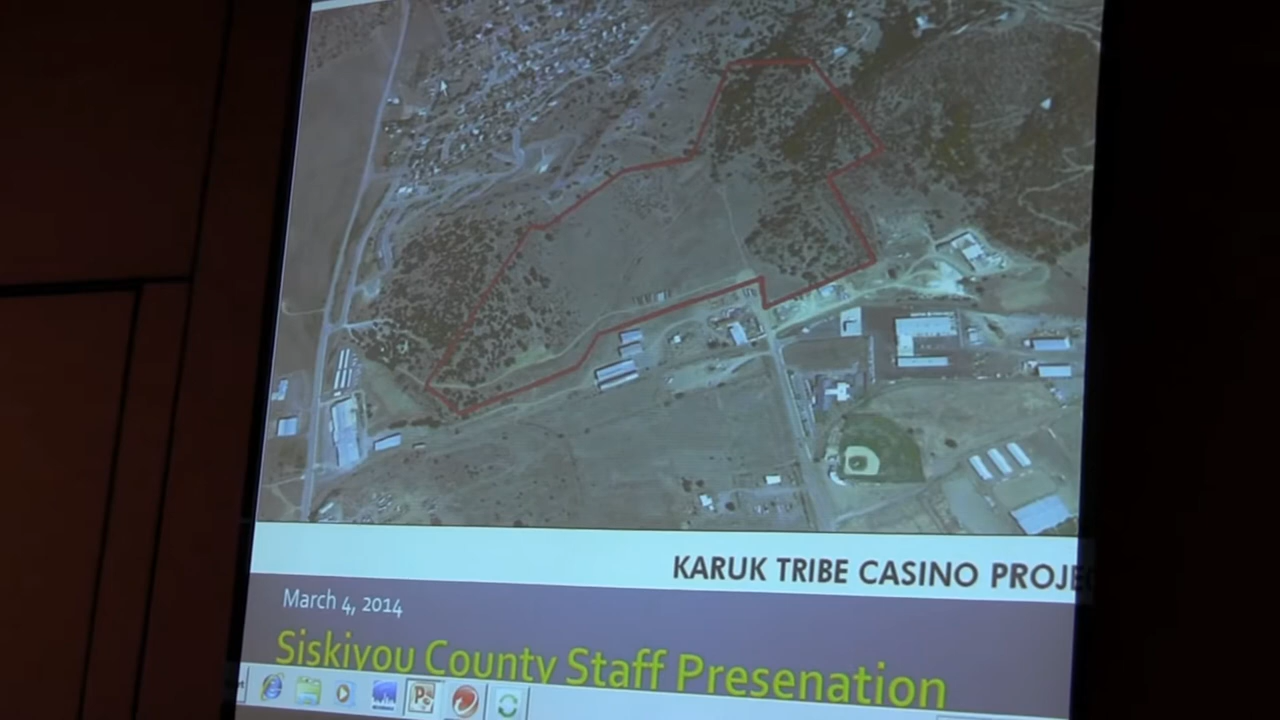 KARUK TRIBE CASINO PROJE
March 4, 2014
Siskiyou County Staff Presenation